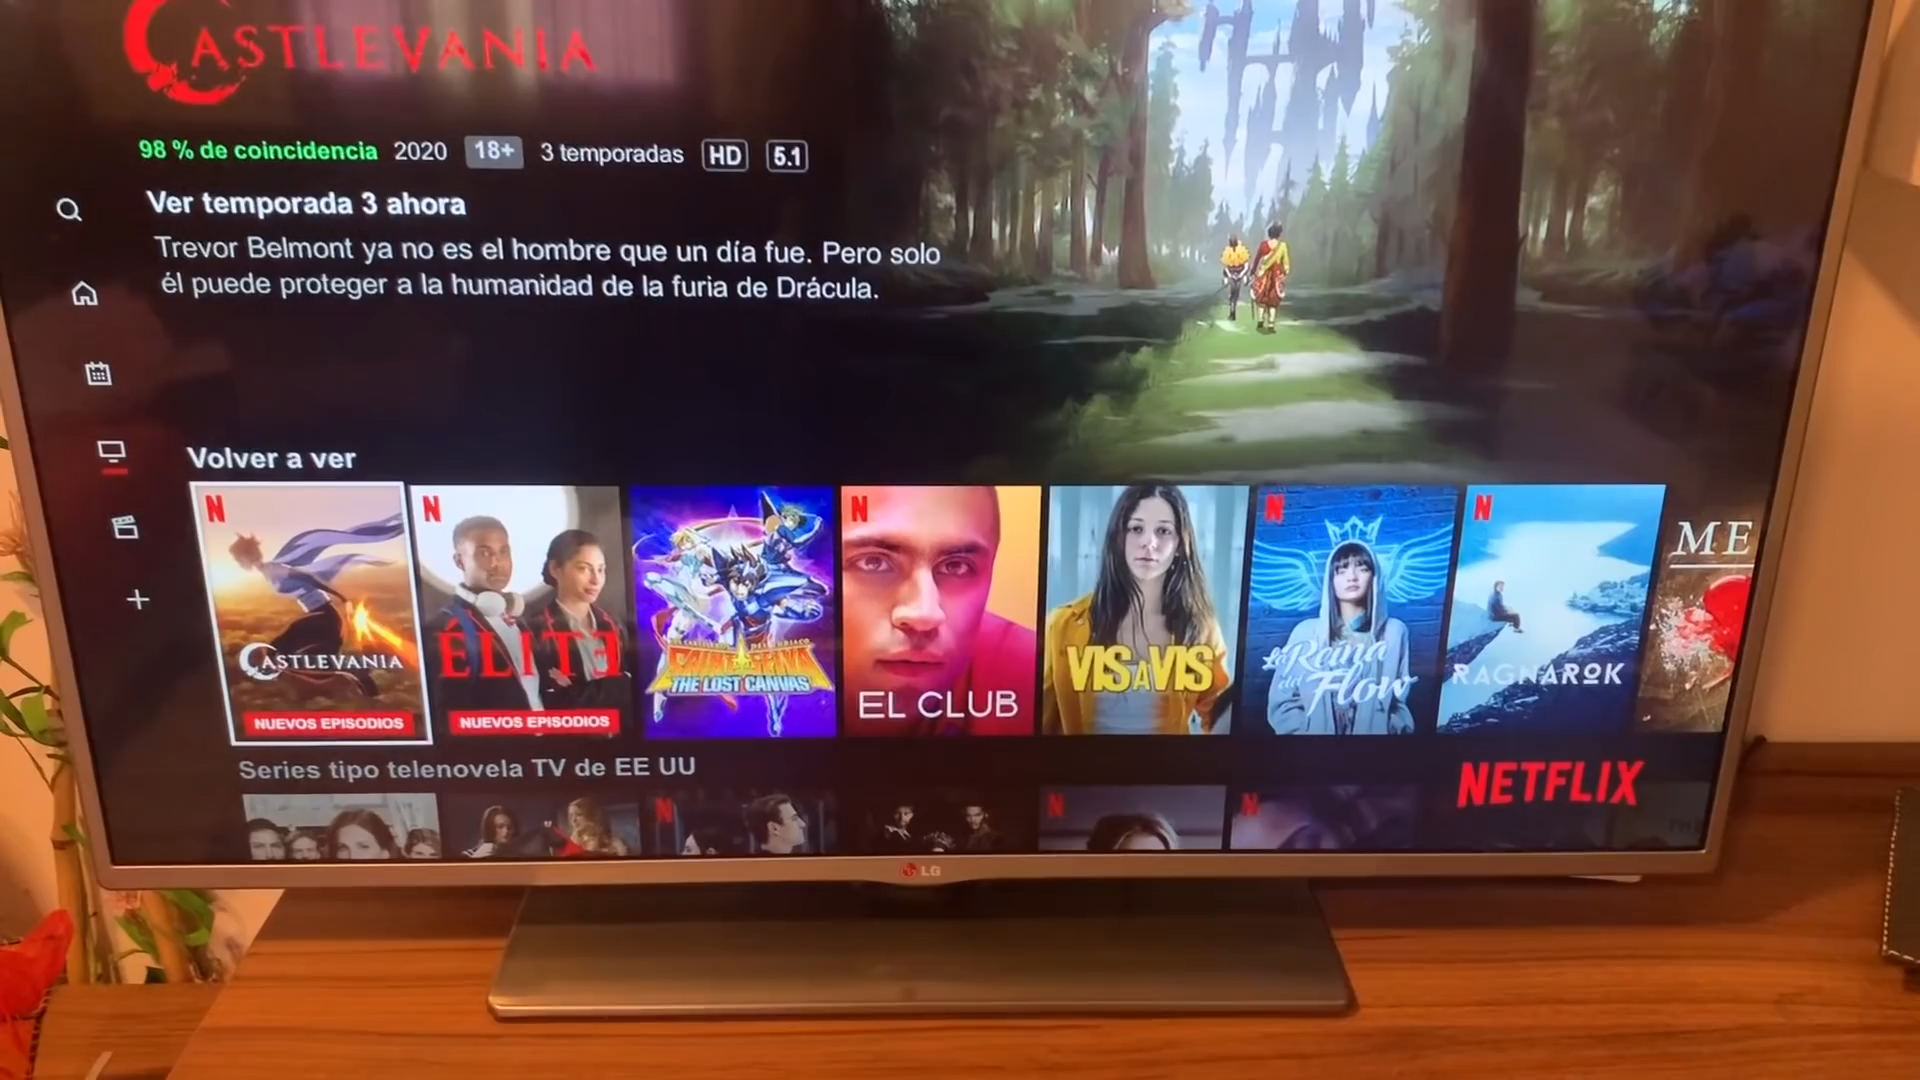 CASTLEVANIA
98 % de coincidencia 2020 18+ 3 temporadas HD 5.1
Ver temporada 3 ahora
Trevor Belmont ya no es el hombre que un día fue. Pero solo
él puede proteger a la humanidad de la furia de Drácula.
Volver a ver
N
CASTLEVANIA
NUEVOS EPISODIOS
N
ÉLITE
NUEVOS EPISODIOS
THE LOST CANVAS
N
EL CLUB
VIS A VIS
N
La Reina
del Flow
N
RAGNAROK
ME
Series tipo telenovela TV de EE UU
N
N
N
NETFLIX
LG